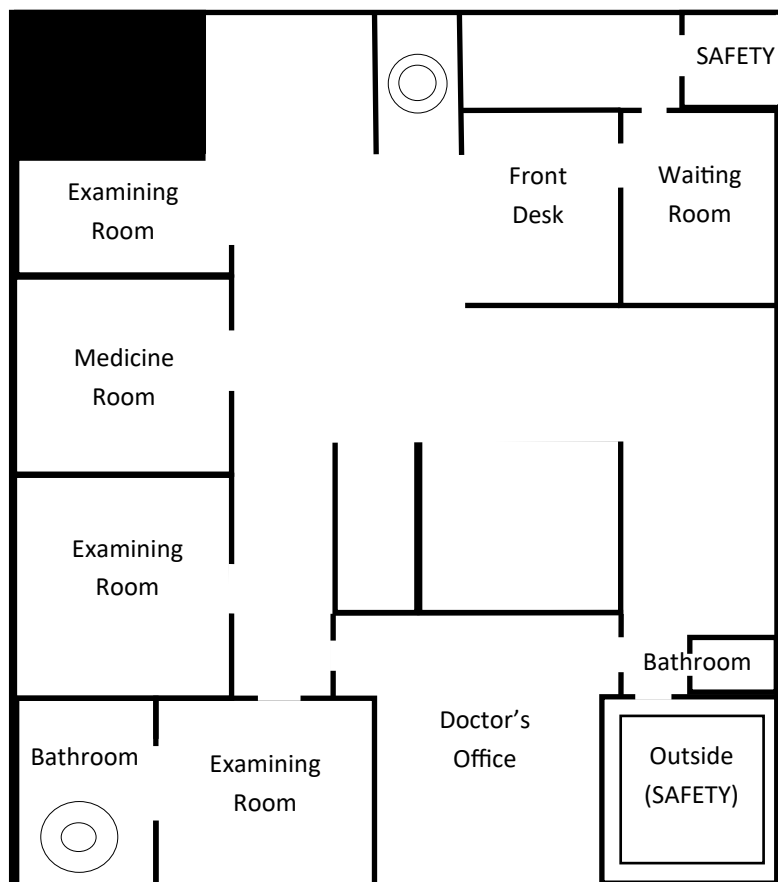 SAFETY
Examining
Room
Front
Desk
Waiting
Room
Medicine
Room
Examining
Room
Bathroom
Bathroom
Examining
Room
Doctor’s
Office
Outside
(SAFETY)